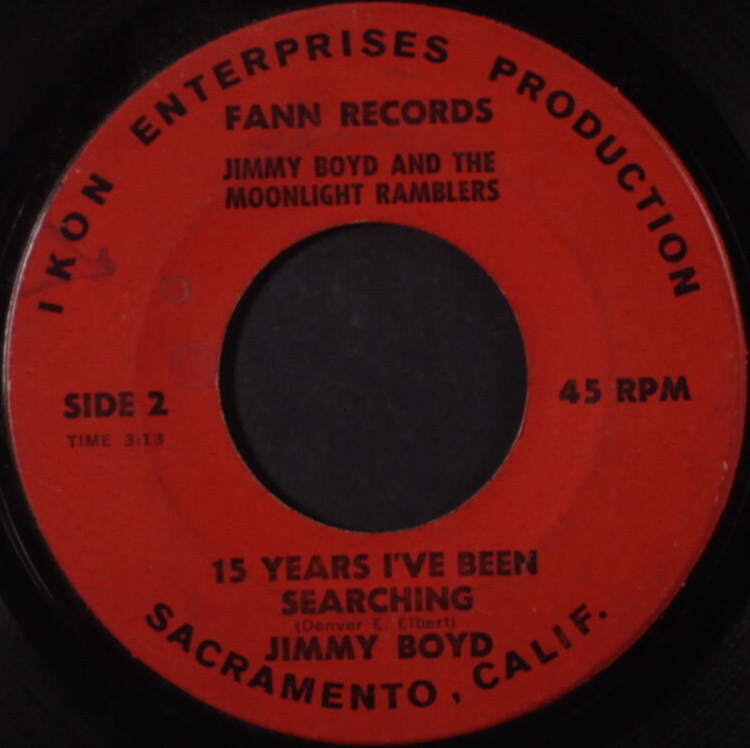 IKON ENTERPRISES PRODUCTION
FANN RECORDS
JIMMY BOYD AND THE
MOONLIGHT RAMBLERS
SIDE 2
TIME 3:13
45 RPM
15 YEARS I'VE BEEN
SEARCHING
(Denver E. Elbert)
JIMMY BOYD
SACRAMENTO, CALIF.